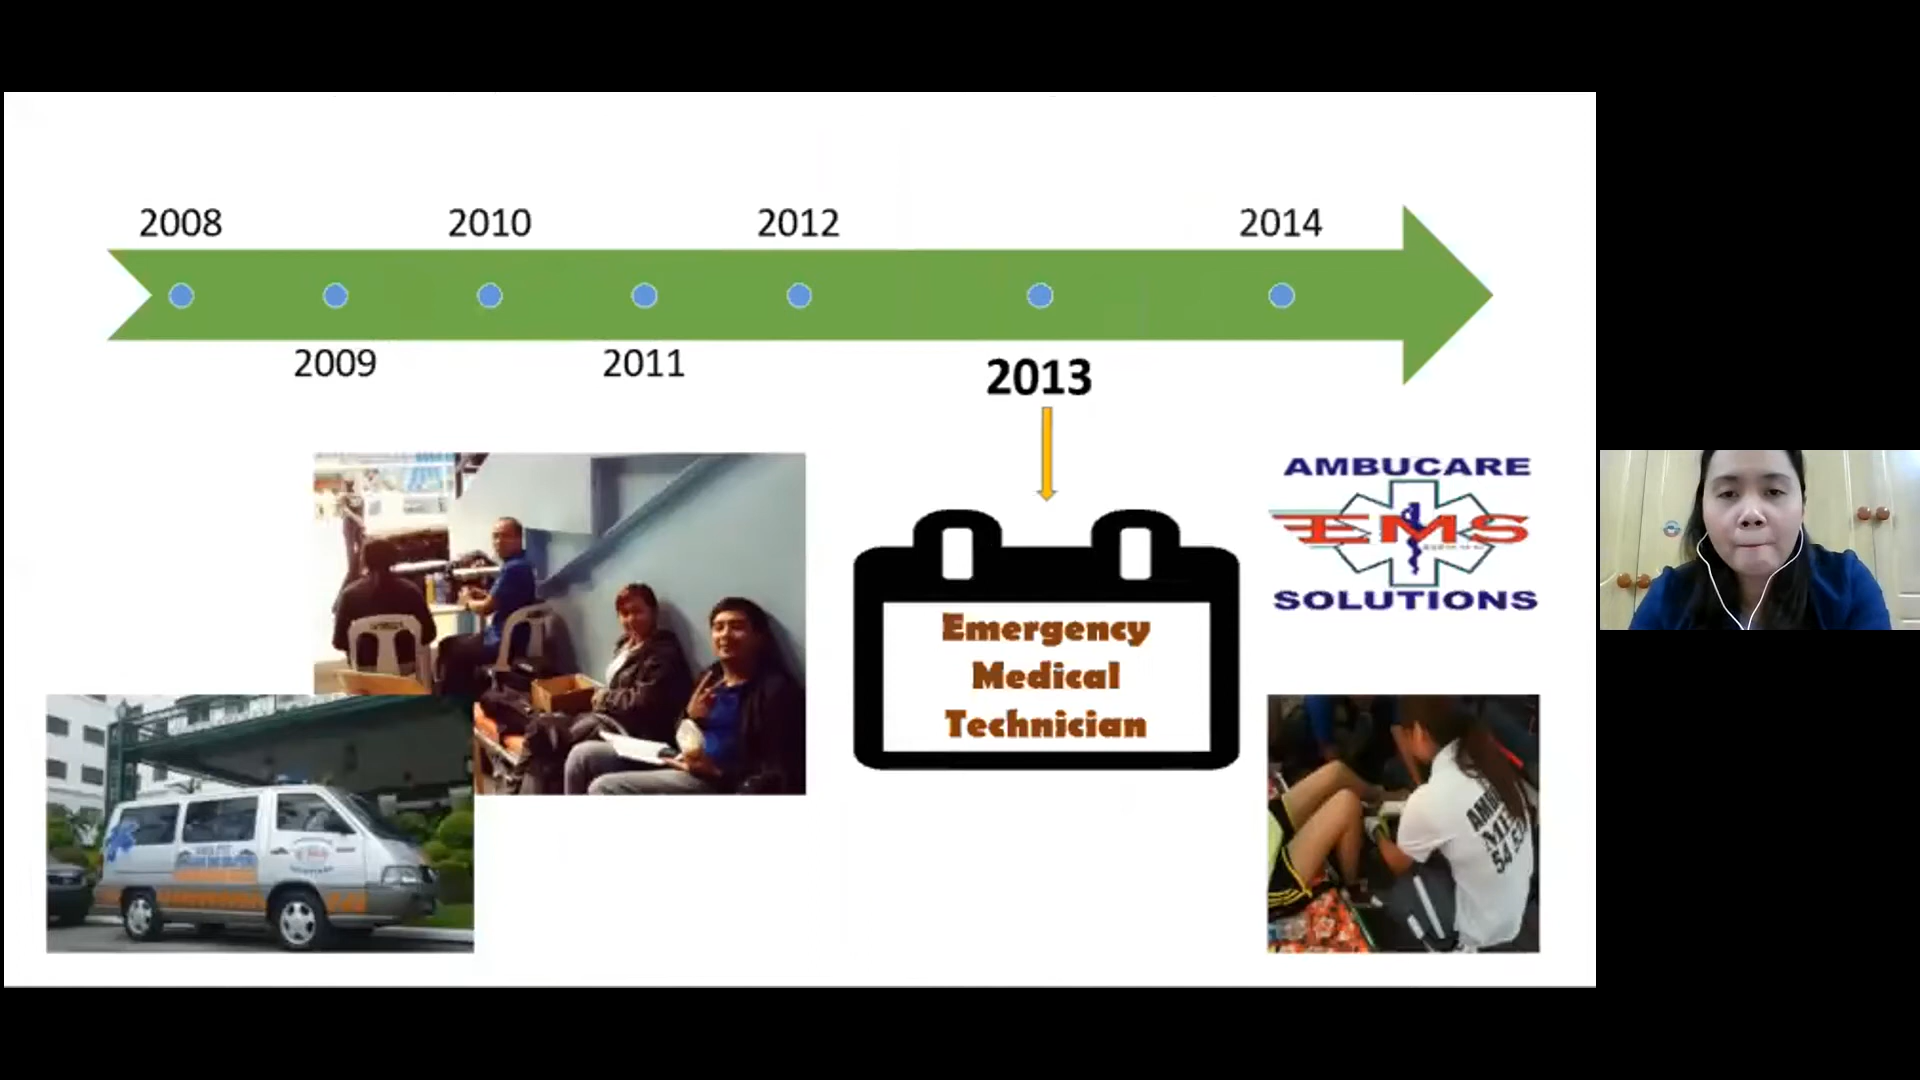 2008
2010
2012
2014
2009
2011
2013
AMBUCARE
EMS
SOLUTIONS
Emergency
Medical
Technician